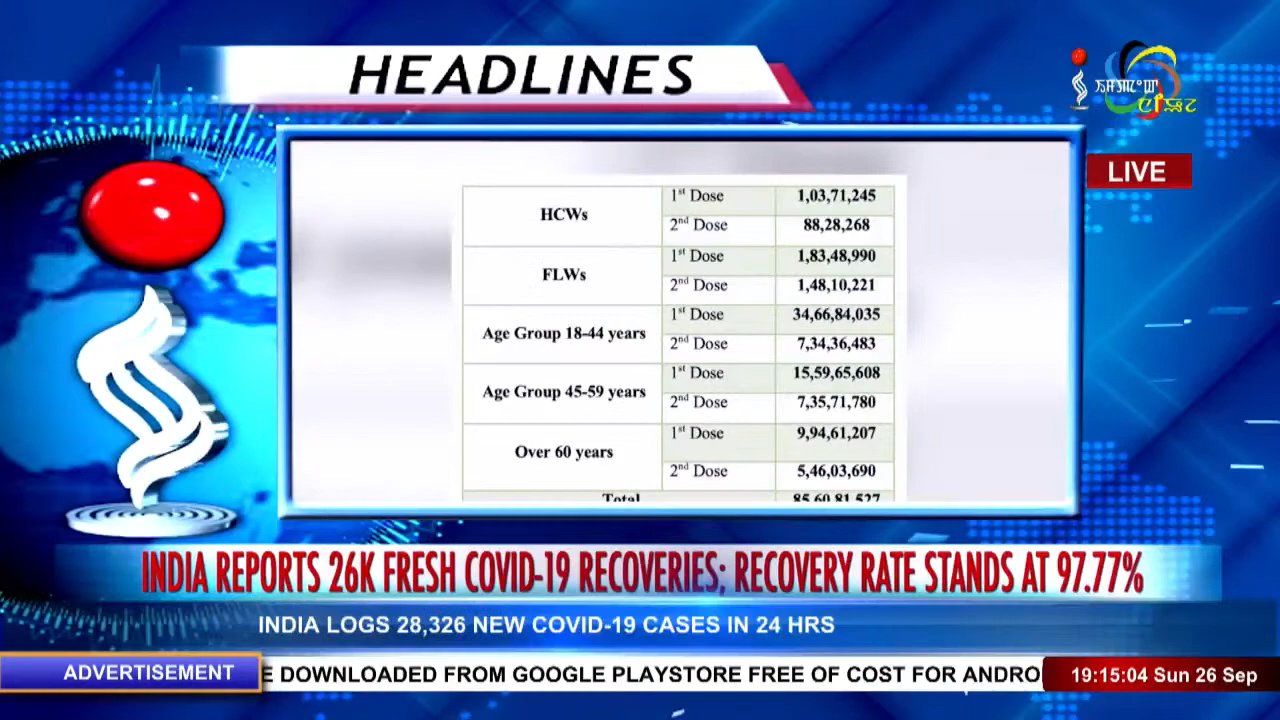 HEADLINES
LIVE
HCWs 1st Dose 1,03,71,245
2nd Dose 88,28,268
FLWs 1st Dose 1,83,48,990
2nd Dose 1,48,10,221
Age Group 18-44 years 1st Dose 34,66,84,035
2nd Dose 7,34,36,483
Age Group 45-59 years 1st Dose 15,59,65,608
2nd Dose 7,35,71,780
Over 60 years 1st Dose 9,94,61,207
2nd Dose 5,46,03,690
Total 85,60,81,527
INDIA REPORTS 26K FRESH COVID-19 RECOVERIES; RECOVERY RATE STANDS AT 97.77%
INDIA LOGS 28,326 NEW COVID-19 CASES IN 24 HRS
ADVERTISEMENT E DOWNLOADED FROM GOOGLE PLAYSTORE FREE OF COST FOR ANDRO 19:15:04 Sun 26 Sep